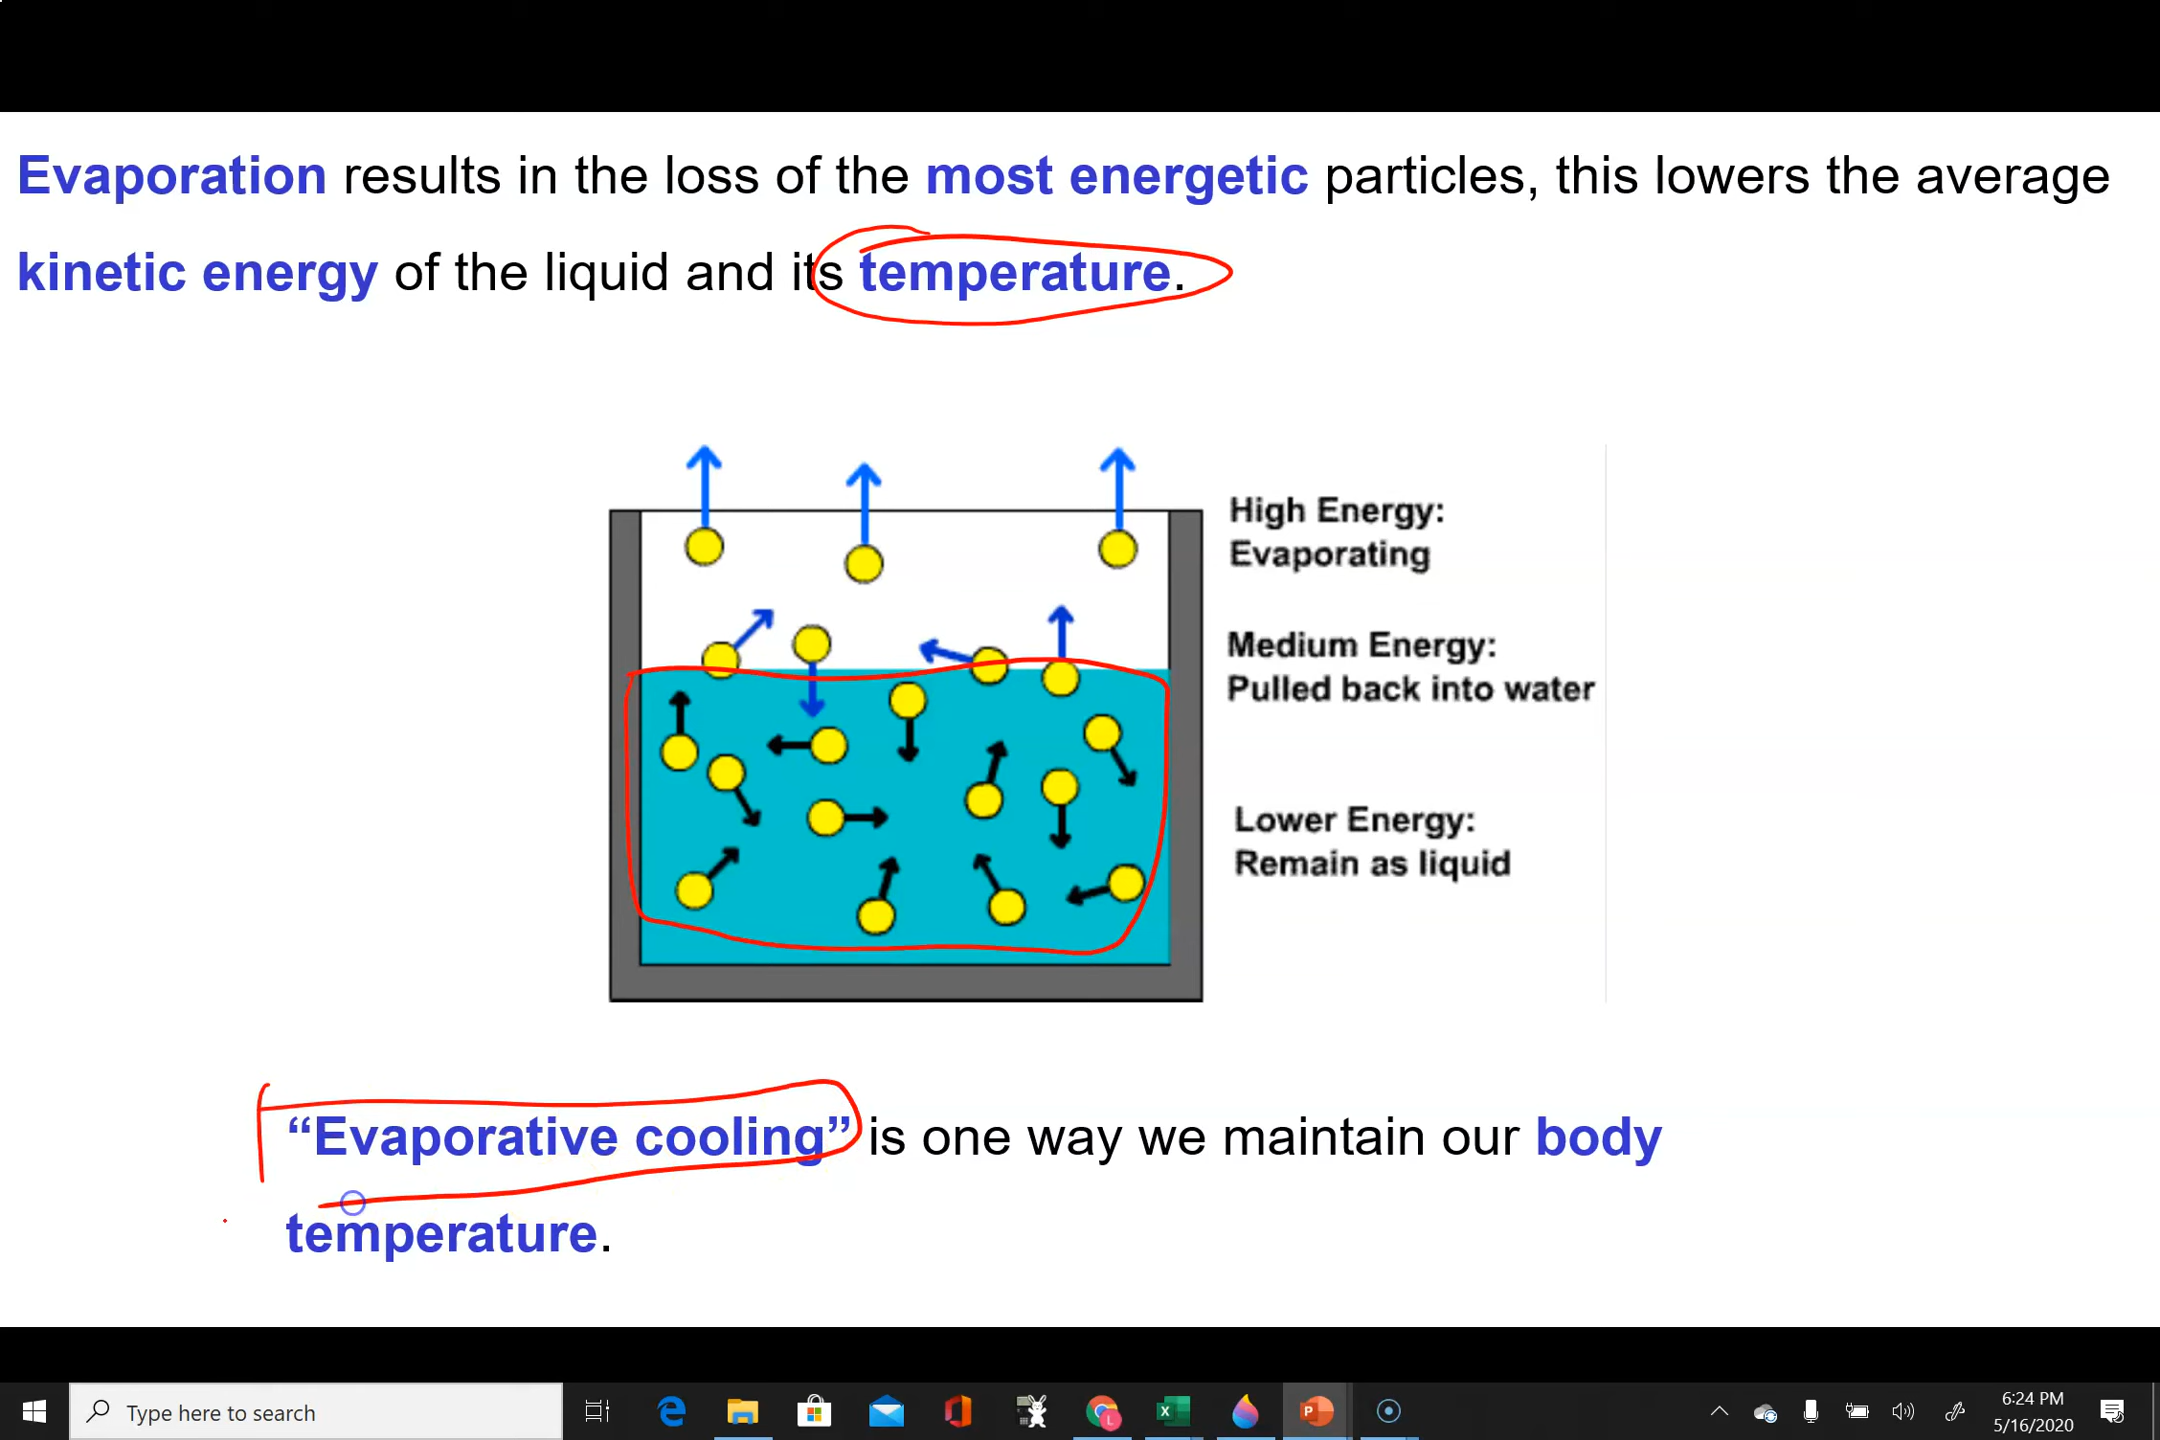 Evaporation results in the loss of the most energetic particles, this lowers the average
kinetic energy of the liquid and its temperature.
High Energy:
Evaporating
Medium Energy:
Pulled back into water
Lower Energy:
Remain as liquid
“Evaporative cooling” is one way we maintain our body
temperature.
Type here to search
6:24 PM
5/16/2020